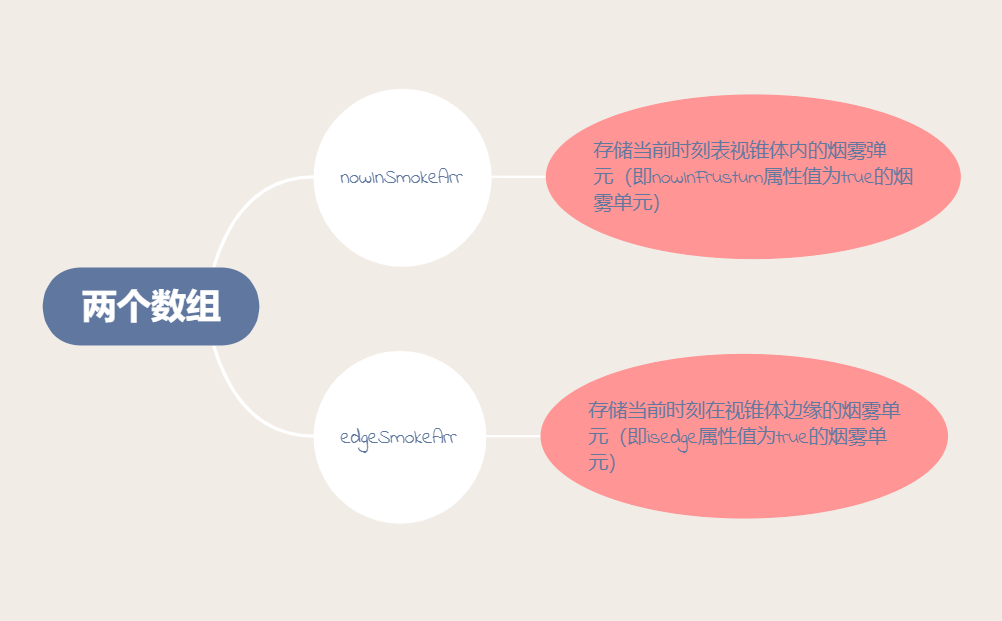 两个数组
nowInSmokeArr
存储当前时刻表视锥体内的烟雾弹
元（即nowInFrustum属性值为true的烟
雾单元）
edgeSmokeArr
存储当前时刻在视锥体边缘的烟雾单
元（即isedge属性值为true的烟雾单
元）